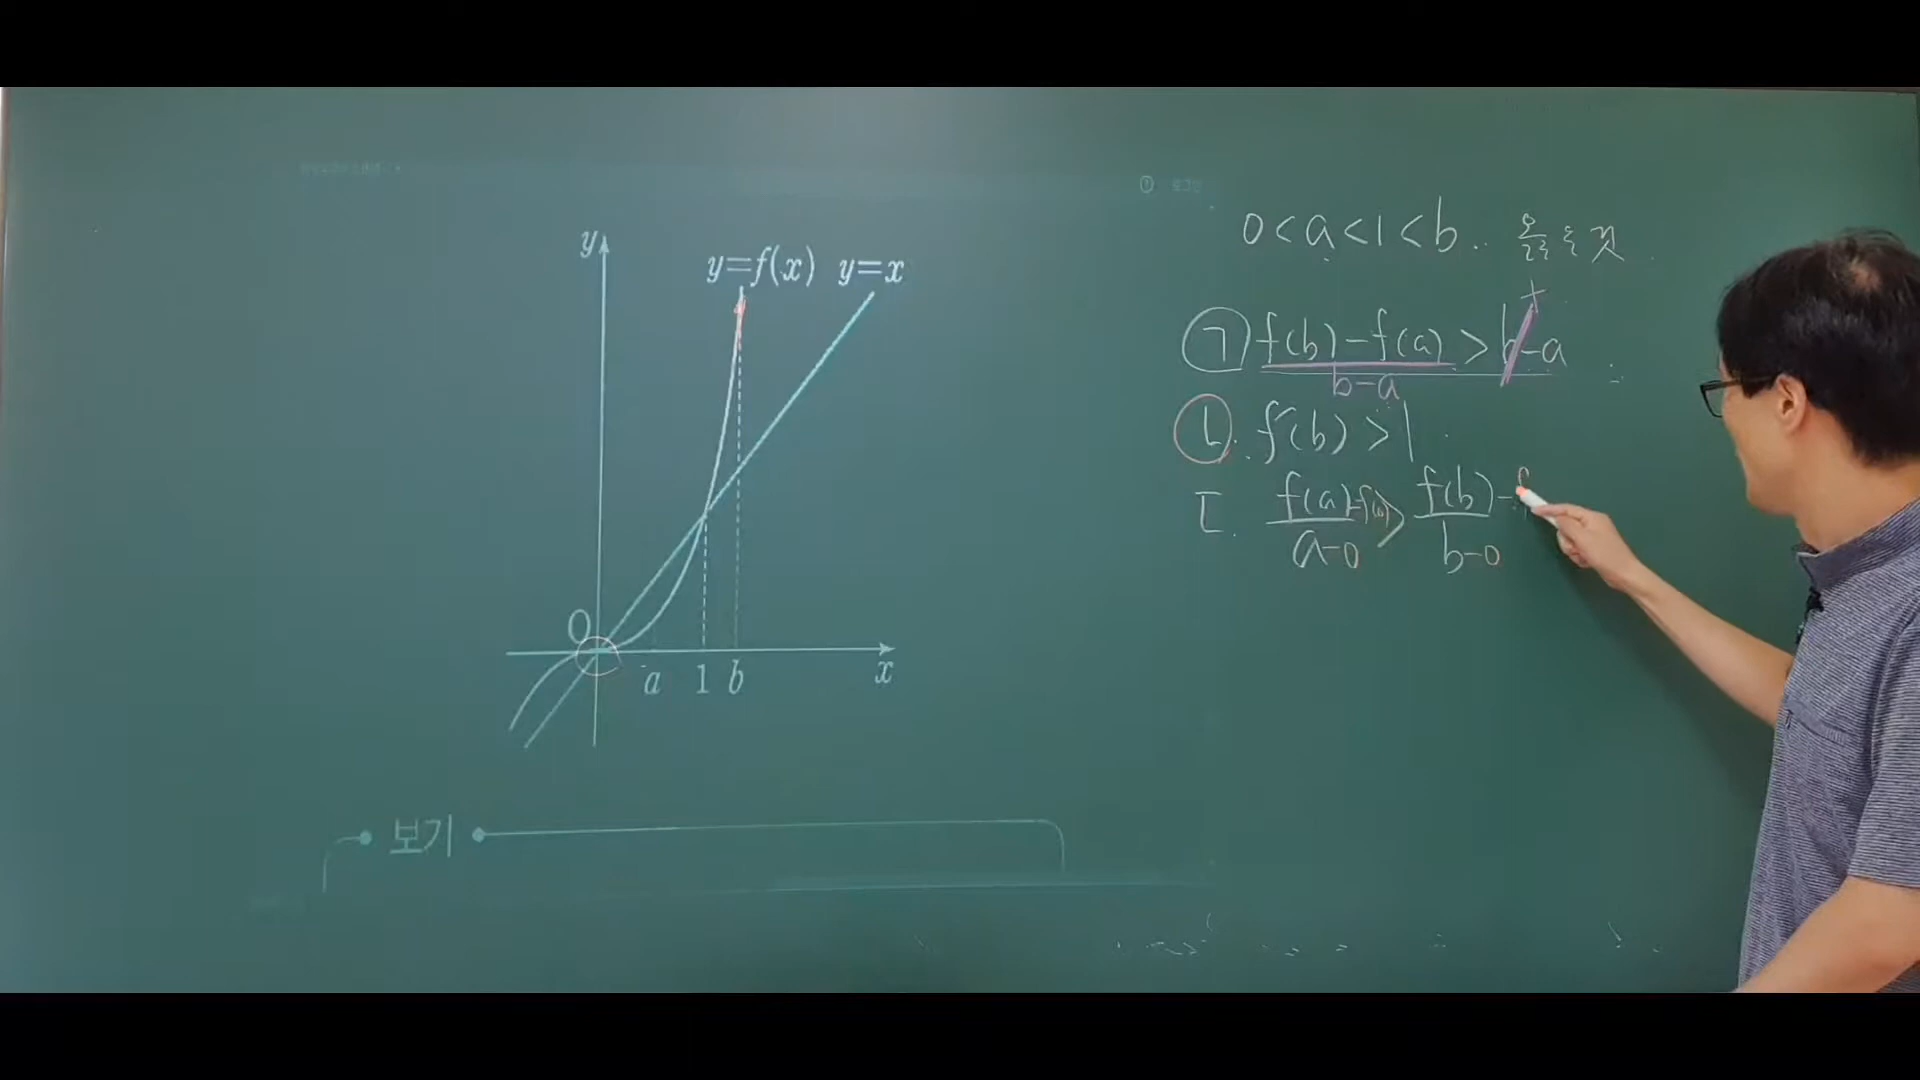 y
y=f(x) y=x
O
a 1 b
x
보기
0<a<1<b.. 옳은 것
ㄱ f(b)-f(a) > b-a
b-a
ㄴ. f'(b) > 1
ㄷ. f(a)-f(0) / a-0 > f(b)-f / b-0